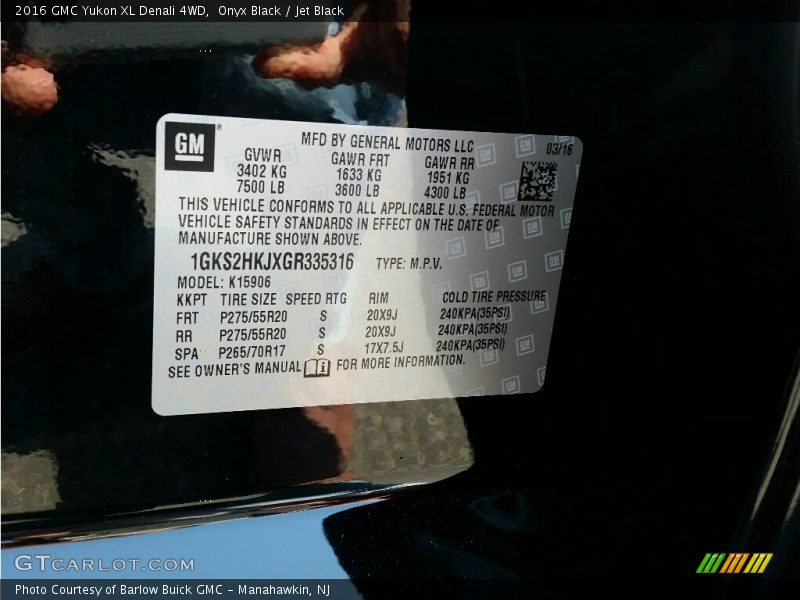 2016 GMC Yukon XL Denali 4WD, Onyx Black / Jet Black
GM ®
MFD BY GENERAL MOTORS LLC 03/16
GVWR GAWR FRT GAWR RR
3402 KG 1633 KG 1951 KG
7500 LB 3600 LB 4300 LB
THIS VEHICLE CONFORMS TO ALL APPLICABLE U.S. FEDERAL MOTOR
VEHICLE SAFETY STANDARDS IN EFFECT ON THE DATE OF
MANUFACTURE SHOWN ABOVE.
1GKS2HKJXGR335316 TYPE: M.P.V.
MODEL: K15906
KKPT TIRE SIZE SPEED RTG RIM COLD TIRE PRESSURE
FRT P275/55R20 S 20X9J 240KPA(35PSI)
RR P275/55R20 S 20X9J 240KPA(35PSI)
SPA P265/70R17 S 17X7.5J 240KPA(35PSI)
SEE OWNER'S MANUAL i FOR MORE INFORMATION.
GTCARLOT.COM
Photo Courtesy of Barlow Buick GMC - Manahawkin, NJ